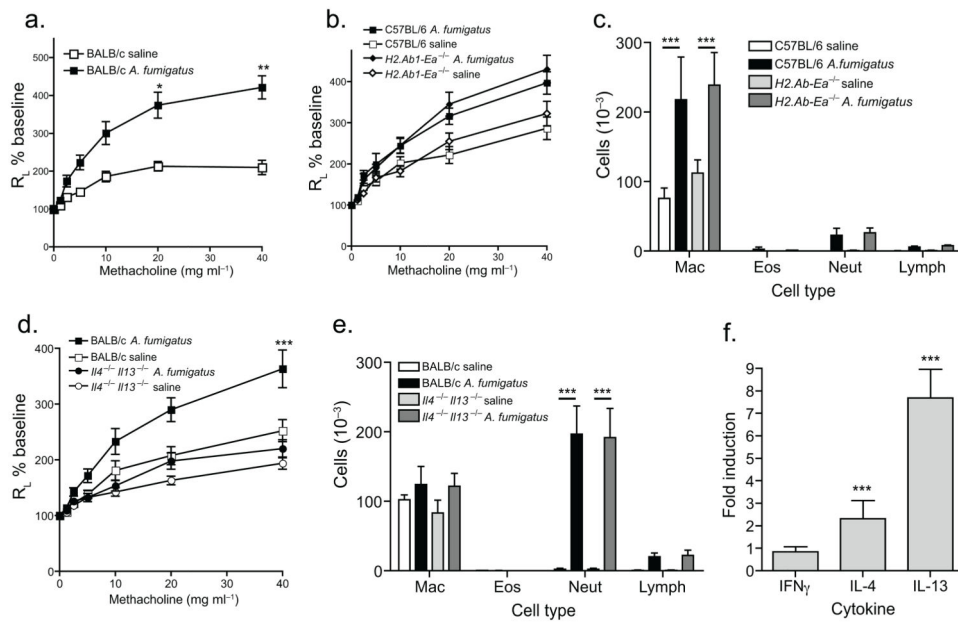 a.
BALB/c saline
BALB/c A. fumigatus
R_L % baseline
400
300
200
100
0
*
**
0 10 20 30 40
Methacholine (mg ml⁻¹)
b.
C57BL/6 A. fumigatus
C57BL/6 saline
H2.Ab1-Ea⁻/⁻ A. fumigatus
H2.Ab1-Ea⁻/⁻ saline
R_L % baseline
500
400
300
200
100
0
0 10 20 30 40
Methacholine (mg ml⁻¹)
c.
C57BL/6 saline
C57BL/6 A.fumigatus
H2.Ab-Ea⁻/⁻ saline
H2.Ab-Ea⁻/⁻ A. fumigatus
*** ***
Cells (10⁻³)
300
200
100
0
Mac Eos Neut Lymph
Cell type
d.
BALB/c A. fumigatus
BALB/c saline
Il4⁻/⁻ Il13⁻/⁻ A. fumigatus
Il4⁻/⁻ Il13⁻/⁻ saline
R_L % baseline
400
300
200
100
0
***
0 10 20 30 40
Methacholine (mg ml⁻¹)
e.
BALB/c saline
BALB/c A. fumigatus
Il4⁻/⁻ Il13⁻/⁻ saline
Il4⁻/⁻ Il13⁻/⁻ A. fumigatus
*** ***
Cells (10⁻³)
300
200
100
0
Mac Eos Neut Lymph
Cell type
f.
Fold induction
9
8
7
6
5
4
3
2
1
0
***
***
IFNγ IL-4 IL-13
Cytokine